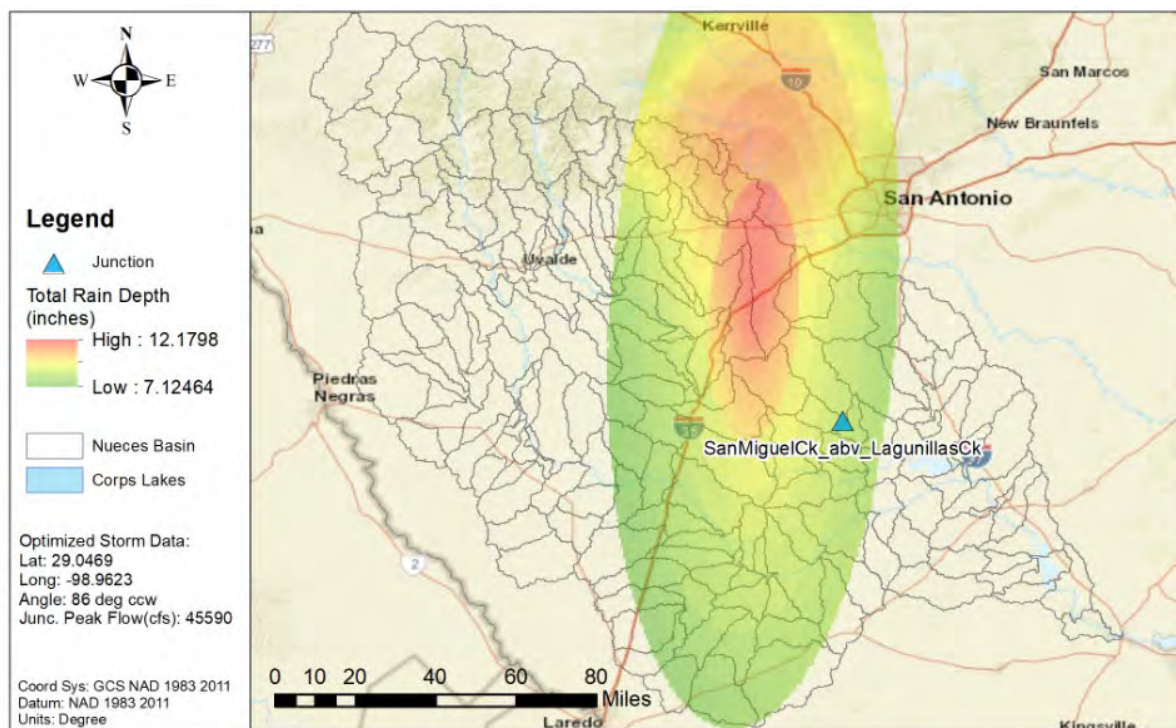 N
W E
S
Legend
Junction
Total Rain Depth
(inches)
High : 12.1798
Low : 7.12464
Nueces Basin
Corps Lakes
Optimized Storm Data:
Lat: 29.0469
Long: -98.9623
Angle: 86 deg ccw
Junc. Peak Flow(cfs): 45590
Coord Sys: GCS NAD 1983 2011
Datum: NAD 1983 2011
Units: Degree
277
Kerrville
10
San Marcos
New Braunfels
San Antonio
Uvalde
Piedras
Negras
35
SanMiguelCk_abv_LagunillasCk
37
2
0 10 20 40 60 80
Miles
Laredo
Kingsville